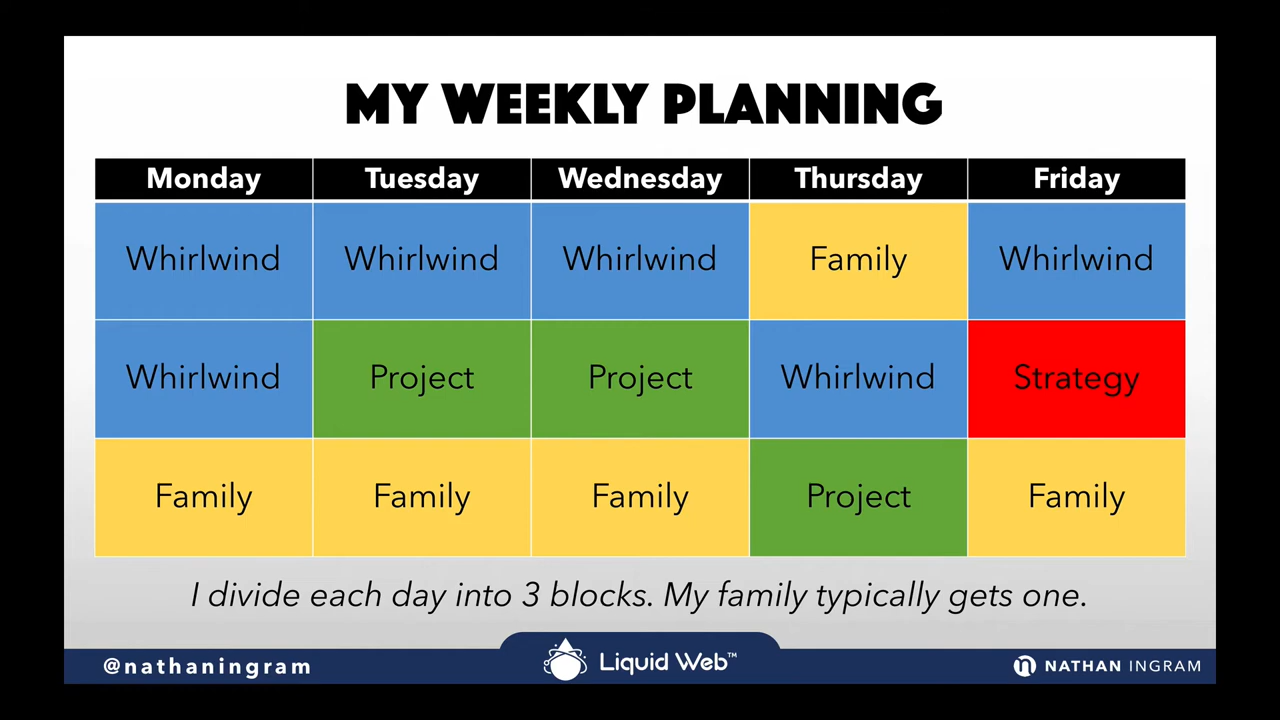 MY WEEKLY PLANNING
Monday Tuesday Wednesday Thursday Friday
Whirlwind Whirlwind Whirlwind Family Whirlwind
Whirlwind Project Project Whirlwind Strategy
Family Family Family Project Family
I divide each day into 3 blocks. My family typically gets one.
@nathaningram Liquid Web™ n NATHAN INGRAM